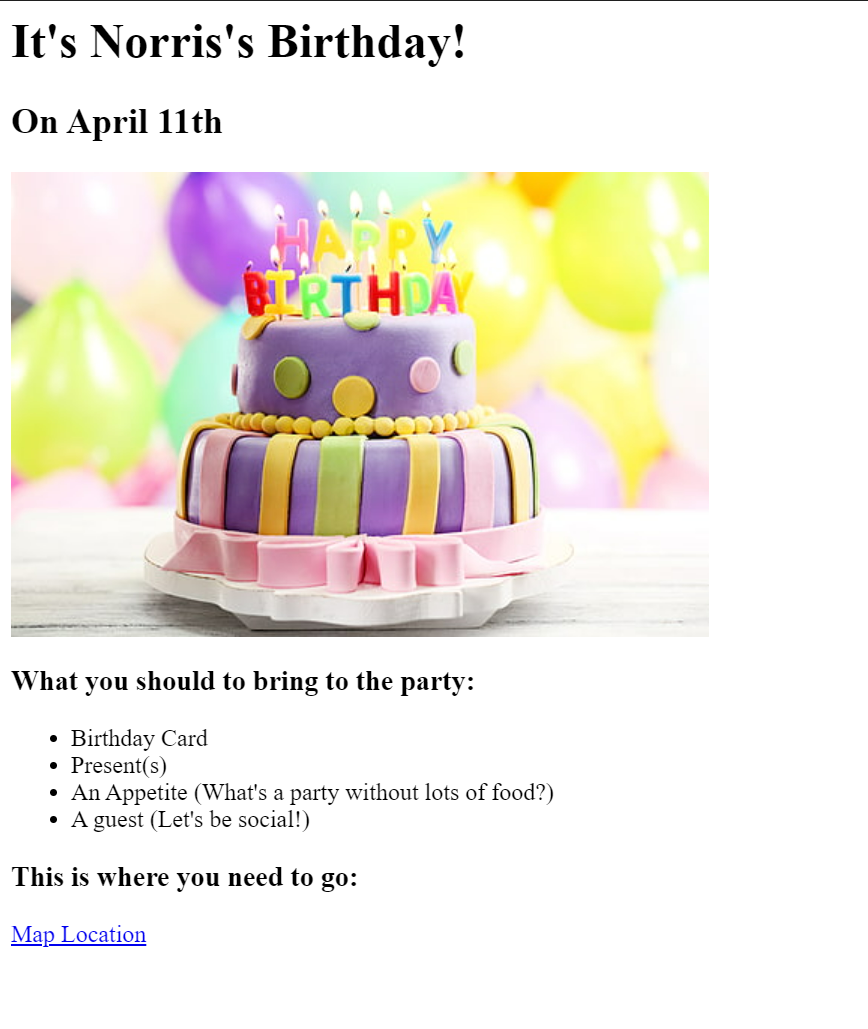 It's Norris's Birthday!
On April 11th
HAPPY
BIRTHDAY
What you should to bring to the party:
Birthday Card
Present(s)
An Appetite (What's a party without lots of food?)
A guest (Let's be social!)
This is where you need to go:
Map Location